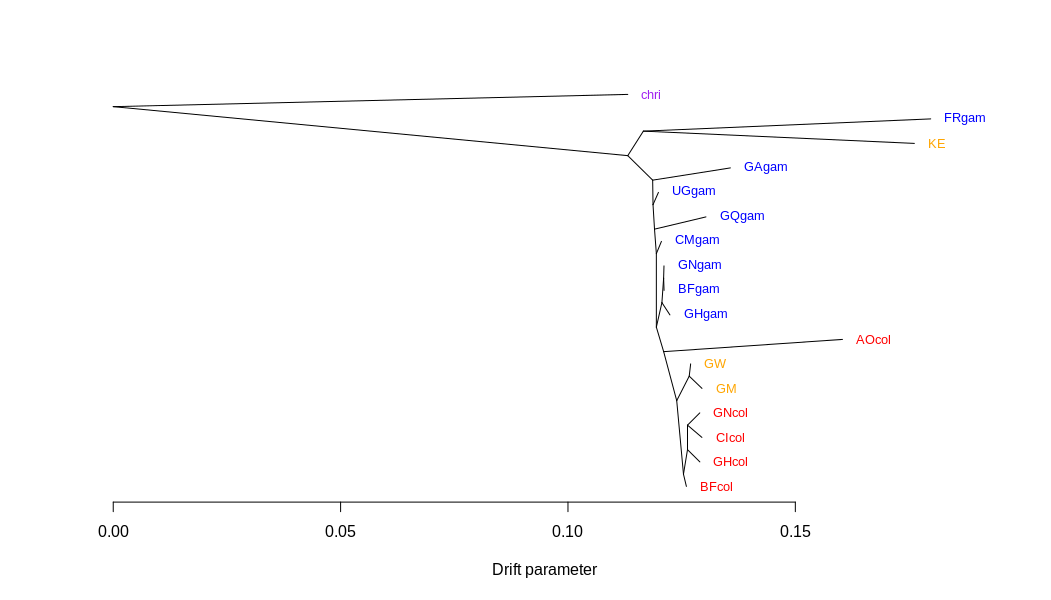 chri
FRgam
KE
GAgam
UGgam
GQgam
CMgam
GNgam
BFgam
GHgam
AOcol
GW
GM
GNcol
CIcol
GHcol
BFcol
0.00 0.05 0.10 0.15
Drift parameter